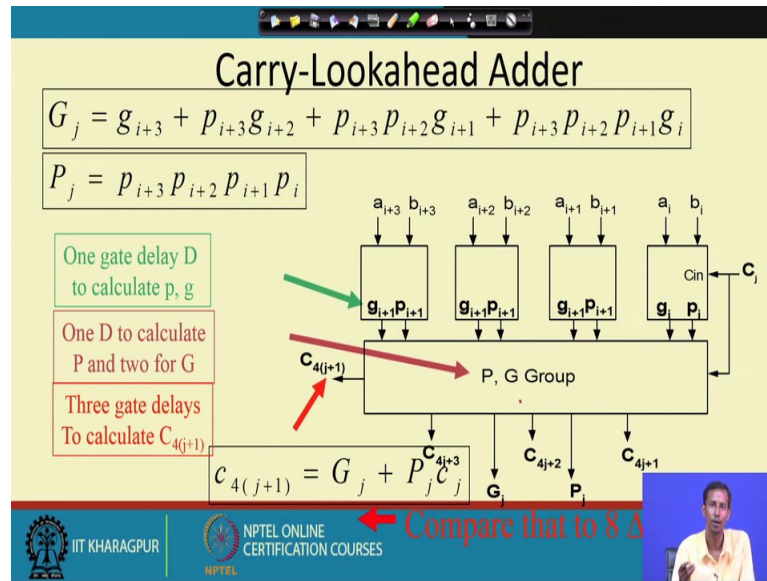 Carry-Lookahead Adder
G_j = g_{i+3} + p_{i+3}g_{i+2} + p_{i+3}p_{i+2}g_{i+1} + p_{i+3}p_{i+2}p_{i+1}g_i
P_j = p_{i+3}p_{i+2}p_{i+1}p_i
a_{i+3} b_{i+3} a_{i+2} b_{i+2} a_{i+1} b_{i+1} a_i b_i
One gate delay D
to calculate p, g
Cin C_j
g_{i+1}p_{i+1} g_{i+1}p_{i+1} g_{i+1}p_{i+1} g_i p_i
One D to calculate
P and two for G
C_{4(j+1)}
P, G Group
Three gate delays
To calculate C_{4(j+1)}
C_{4j+3} C_{4j+2} C_{4j+1}
G_j P_j
c_{4(j+1)} = G_j + P_j c_j
Compare that to 8 Δ
IIT KHARAGPUR
NPTEL
NPTEL ONLINE
CERTIFICATION COURSES